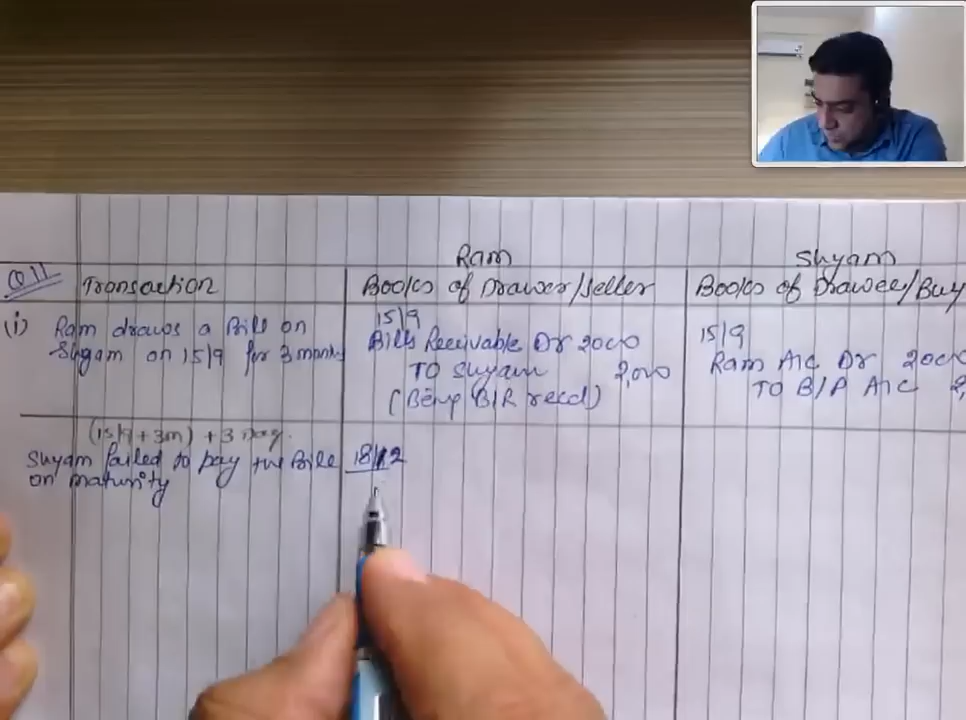 Ram
Shyam
Q11
Transaction
Books of Drawer/Seller
Books of Drawee/Buy
(i) Ram draws a Bill on
Shyam on 15/9 for 3 months
15/9
Bills Receivable Dr 2000
TO Shyam 2,000
(Being B/R recd)
15/9
Ram A/c Dr 2000
TO B/P A/c 2,
(15/9 + 3m) + 3 Day.
Shyam failed to pay the Bill
on maturity
18/12